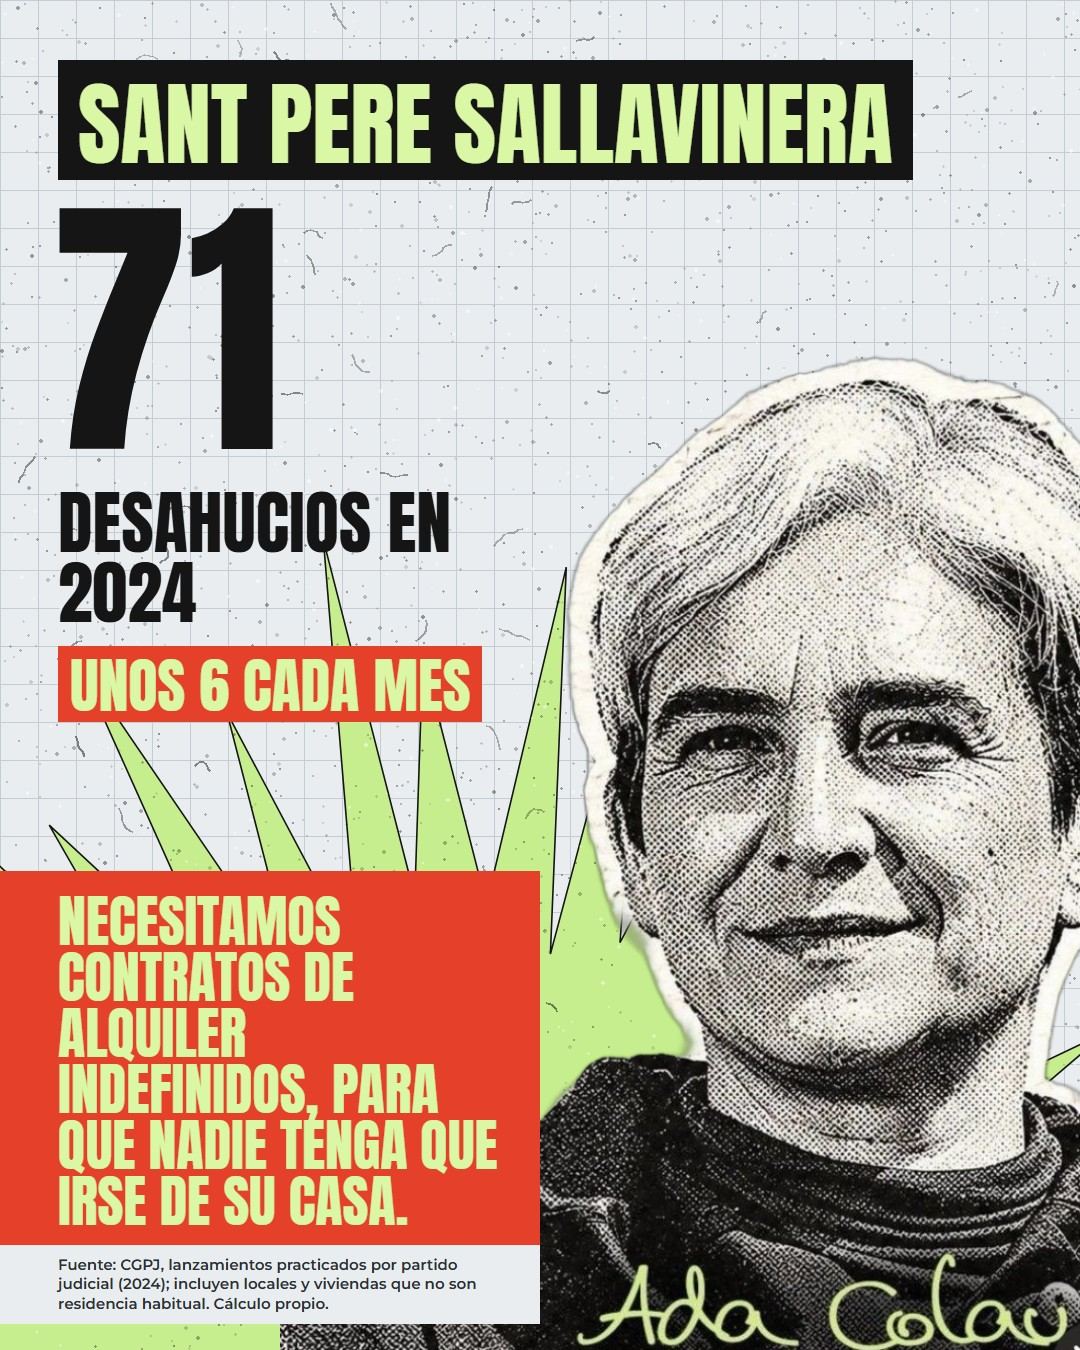 SANT PERE SALLAVINERA
71
DESAHUCIOS EN
2024
UNOS 6 CADA MES
NECESITAMOS
CONTRATOS DE
ALQUILER
INDEFINIDOS, PARA
QUE NADIE TENGA QUE
IRSE DE SU CASA.
Fuente: CGPJ, lanzamientos practicados por partido
judicial (2024); incluyen locales y viviendas que no son
residencia habitual. Cálculo propio.
Ada Colau